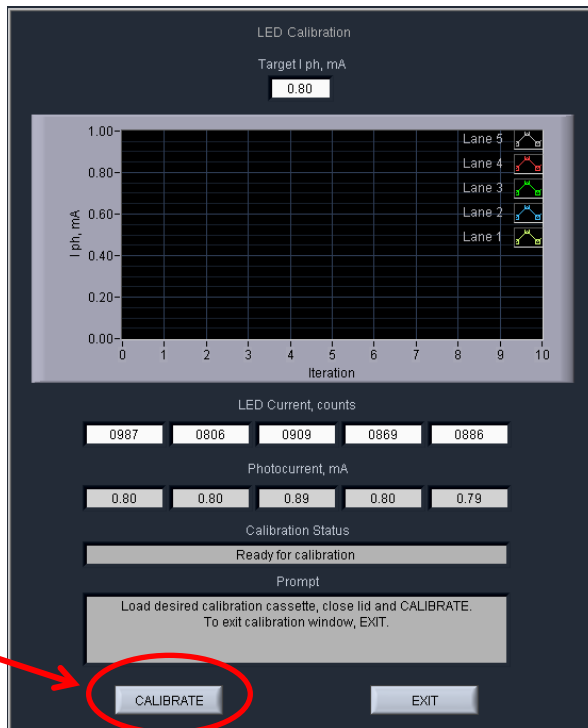 LED Calibration
Target I ph, mA
0.80
1.00
0.80
0.60
0.40
0.20
0.00
I ph, mA
Lane 5
Lane 4
Lane 3
Lane 2
Lane 1
0 1 2 3 4 5 6 7 8 9 10
Iteration
LED Current, counts
0987 0806 0909 0869 0886
Photocurrent, mA
0.80 0.80 0.89 0.80 0.79
Calibration Status
Ready for calibration
Prompt
Load desired calibration cassette, close lid and CALIBRATE.
To exit calibration window, EXIT.
CALIBRATE EXIT